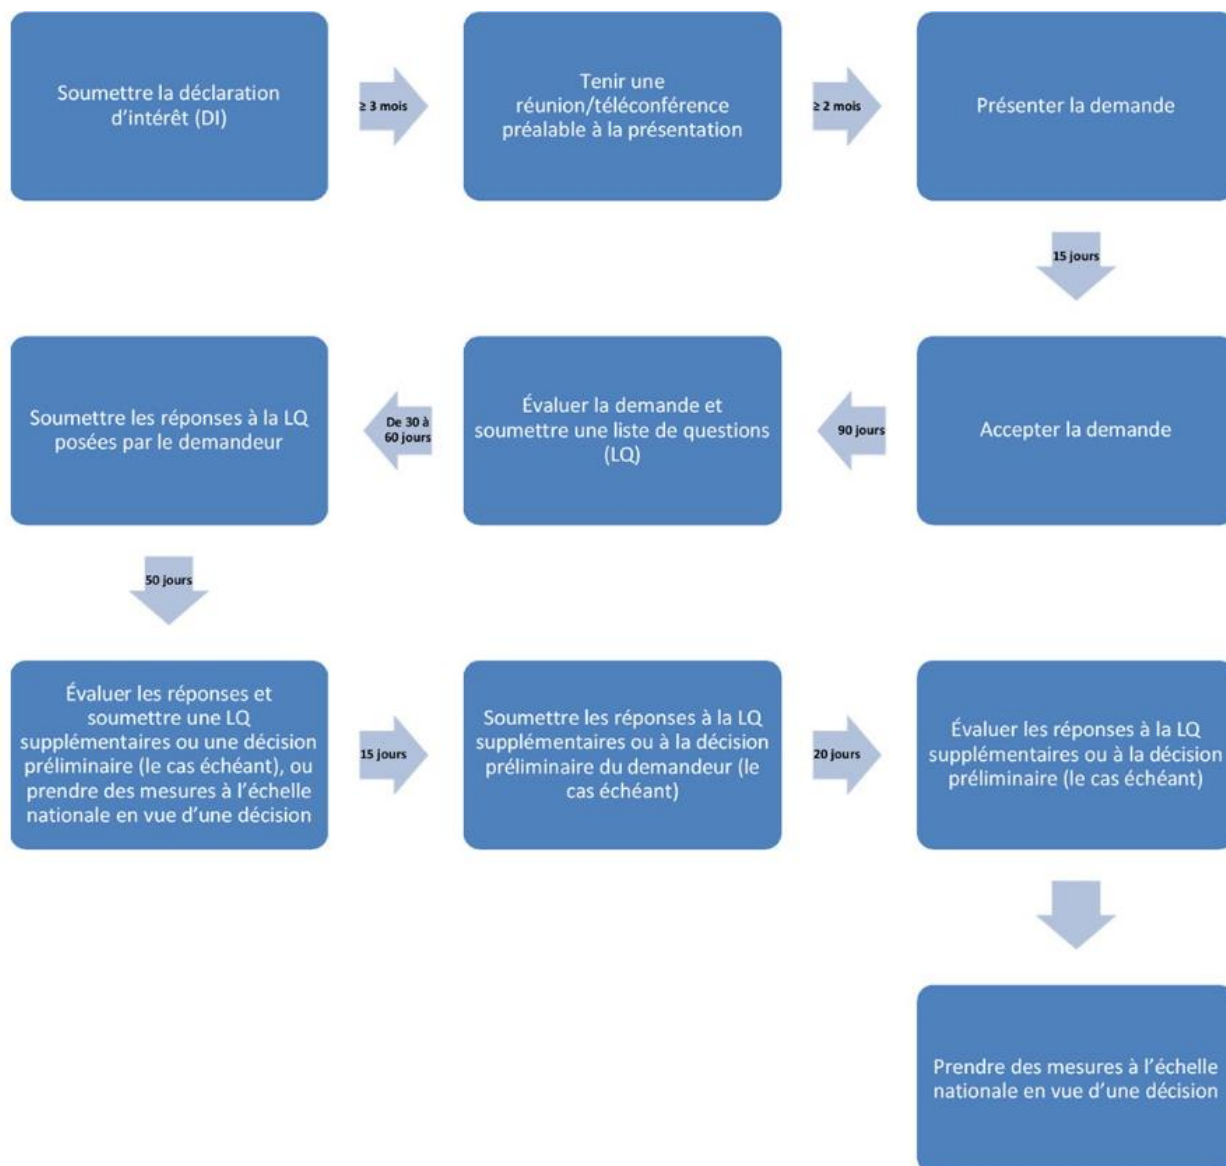 Soumettre la déclaration
d'intérêt (DI)
≥ 3 mois
Tenir une
réunion/téléconférence
préalable à la présentation
≥ 2 mois
Présenter la demande
15 jours
Accepter la demande
90 jours
Évaluer la demande et
soumettre une liste de questions
(LQ)
De 30 à
60 jours
Soumettre les réponses à la LQ
posées par le demandeur
50 jours
Évaluer les réponses et
soumettre une LQ
supplémentaires ou une décision
préliminaire (le cas échéant), ou
prendre des mesures à l'échelle
nationale en vue d'une décision
15 jours
Soumettre les réponses à la LQ
supplémentaires ou à la décision
préliminaire du demandeur (le
cas échéant)
20 jours
Évaluer les réponses à la LQ
supplémentaires ou à la décision
préliminaire (le cas échéant)
Prendre des mesures à l'échelle
nationale en vue d'une décision